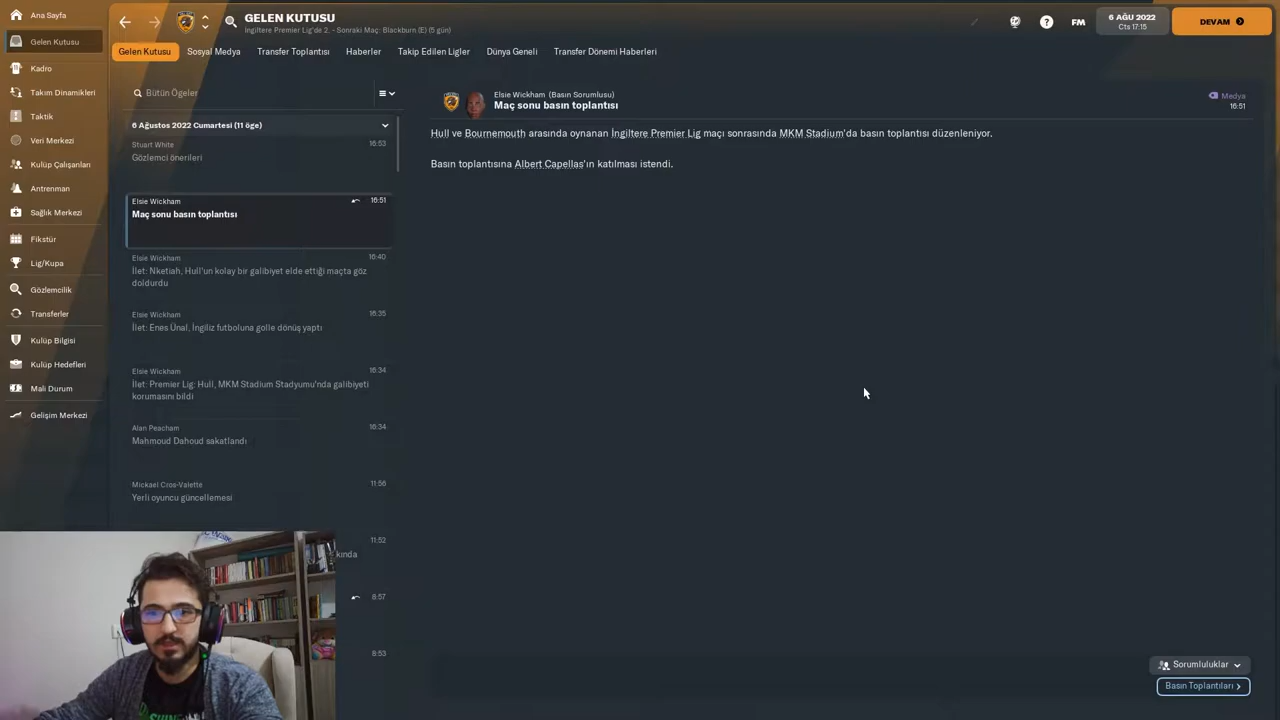 Ana Sayfa
Gelen Kutusu
Kadro
Takım Dinamikleri
Taktik
Veri Merkezi
Kulüp Çalışanları
Antrenman
Sağlık Merkezi
Fikstür
Lig/Kupa
Gözlemcilik
Transferler
Kulüp Bilgisi
Kulüp Hedefleri
Mali Durum
Gelişim Merkezi
GELEN KUTUSU
İngiltere Premier Lig'de 2. - Sonraki Maç: Blackburn (E) (5 gün)
FM
6 AĞU 2022
Cts 17:15
DEVAM
Gelen Kutusu Sosyal Medya Transfer Toplantısı Haberler Takip Edilen Ligler Dünya Geneli Transfer Dönemi Haberleri
Bütün Ögeler
6 Ağustos 2022 Cumartesi (11 öge)
Stuart White 16:53
Gözlemci önerileri
Elsie Wickham 16:51
Maç sonu basın toplantısı
Elsie Wickham 16:40
İlet: Nketiah, Hull'un kolay bir galibiyet elde ettiği maçta göz
doldurdu
Elsie Wickham 16:35
İlet: Enes Ünal, İngiliz futboluna golle dönüş yaptı
Elsie Wickham 16:34
İlet: Premier Lig: Hull, MKM Stadium Stadyumu'nda galibiyeti
korumasını bildi
Alan Peacham 16:34
Mahmoud Dahoud sakatlandı
Mickael Cros-Valette 11:56
Yerli oyuncu güncellemesi
11:52
kında
8:57
8:53
Elsie Wickham (Basın Sorumlusu)
Maç sonu basın toplantısı
Medya
16:51
Hull ve Bournemouth arasında oynanan İngiltere Premier Lig maçı sonrasında MKM Stadium'da basın toplantısı düzenleniyor.
Basın toplantısına Albert Capellas'ın katılması istendi.
Sorumluluklar
Basın Toplantıları